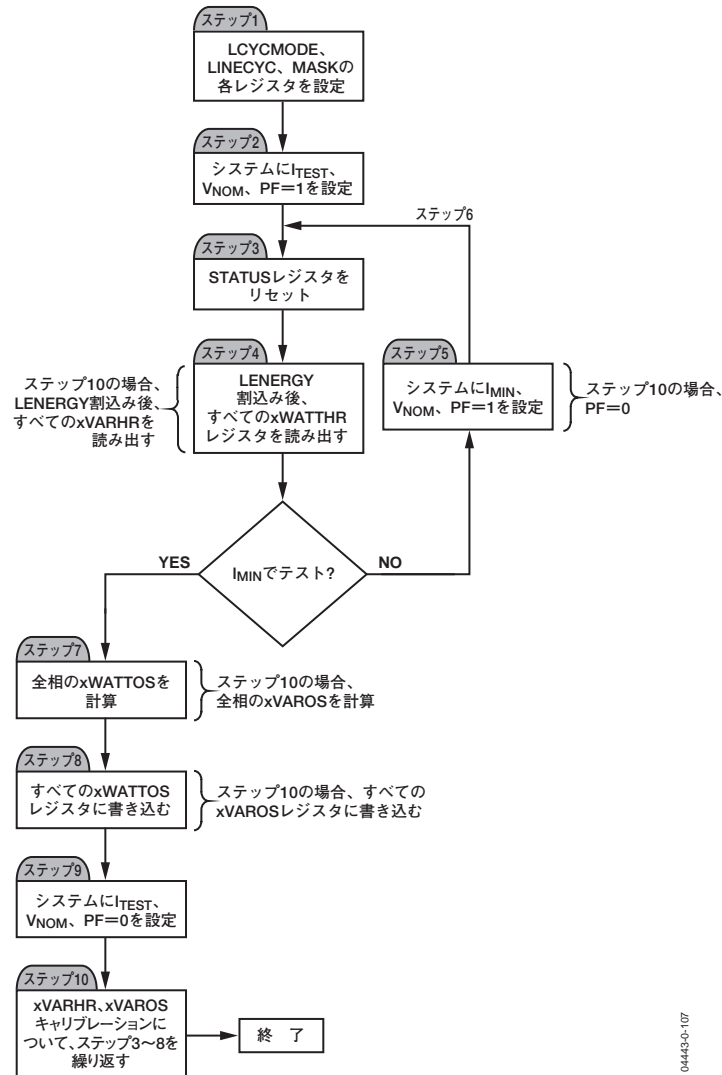 ステップ1
LCYCMODE、
LINECYC、MASKの
各レジスタを設定
ステップ2
システムにITEST、
VNOM、PF＝1を設定
ステップ6
ステップ3
STATUSレジスタを
リセット
ステップ4
LENERGY
割込み後、
すべてのxWATTHR
レジスタを読み出す
ステップ10の場合、
LENERGY割込み後、
すべてのxVARHRを
読み出す
ステップ5
システムにIMIN、
VNOM、PF＝1を設定
ステップ10の場合、
PF＝0
IMINでテスト?
YES
NO
ステップ7
全相のxWATTOSを
計算
ステップ10の場合、
全相のxVAROSを計算
ステップ8
すべてのxWATTOS
レジスタに書き込む
ステップ10の場合、すべての
xVAROSレジスタに書き込む
ステップ9
システムにITEST、
VNOM、PF＝0を設定
ステップ10
xVARHR、xVAROS
キャリブレーションに
ついて、ステップ3〜8を
繰り返す
終 了
04443-0-107